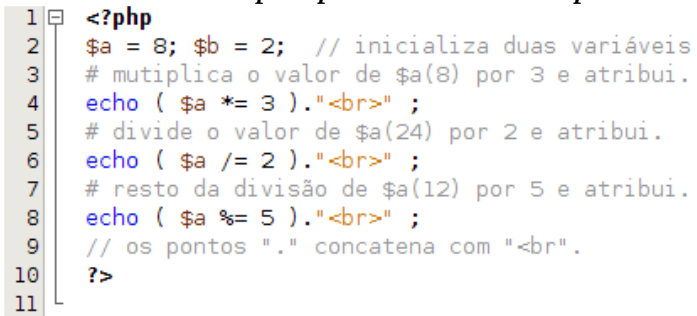 1 <?php
2 $a = 8; $b = 2; // inicializa duas variáveis
3 # mutiplica o valor de $a(8) por 3 e atribui.
4 echo ( $a *= 3 )."<br>" ;
5 # divide o valor de $a(24) por 2 e atribui.
6 echo ( $a /= 2 )."<br>" ;
7 # resto da divisão de $a(12) por 5 e atribui.
8 echo ( $a %= 5 )."<br>" ;
9 // os pontos "." concatena com "<br".
10 ?>
11